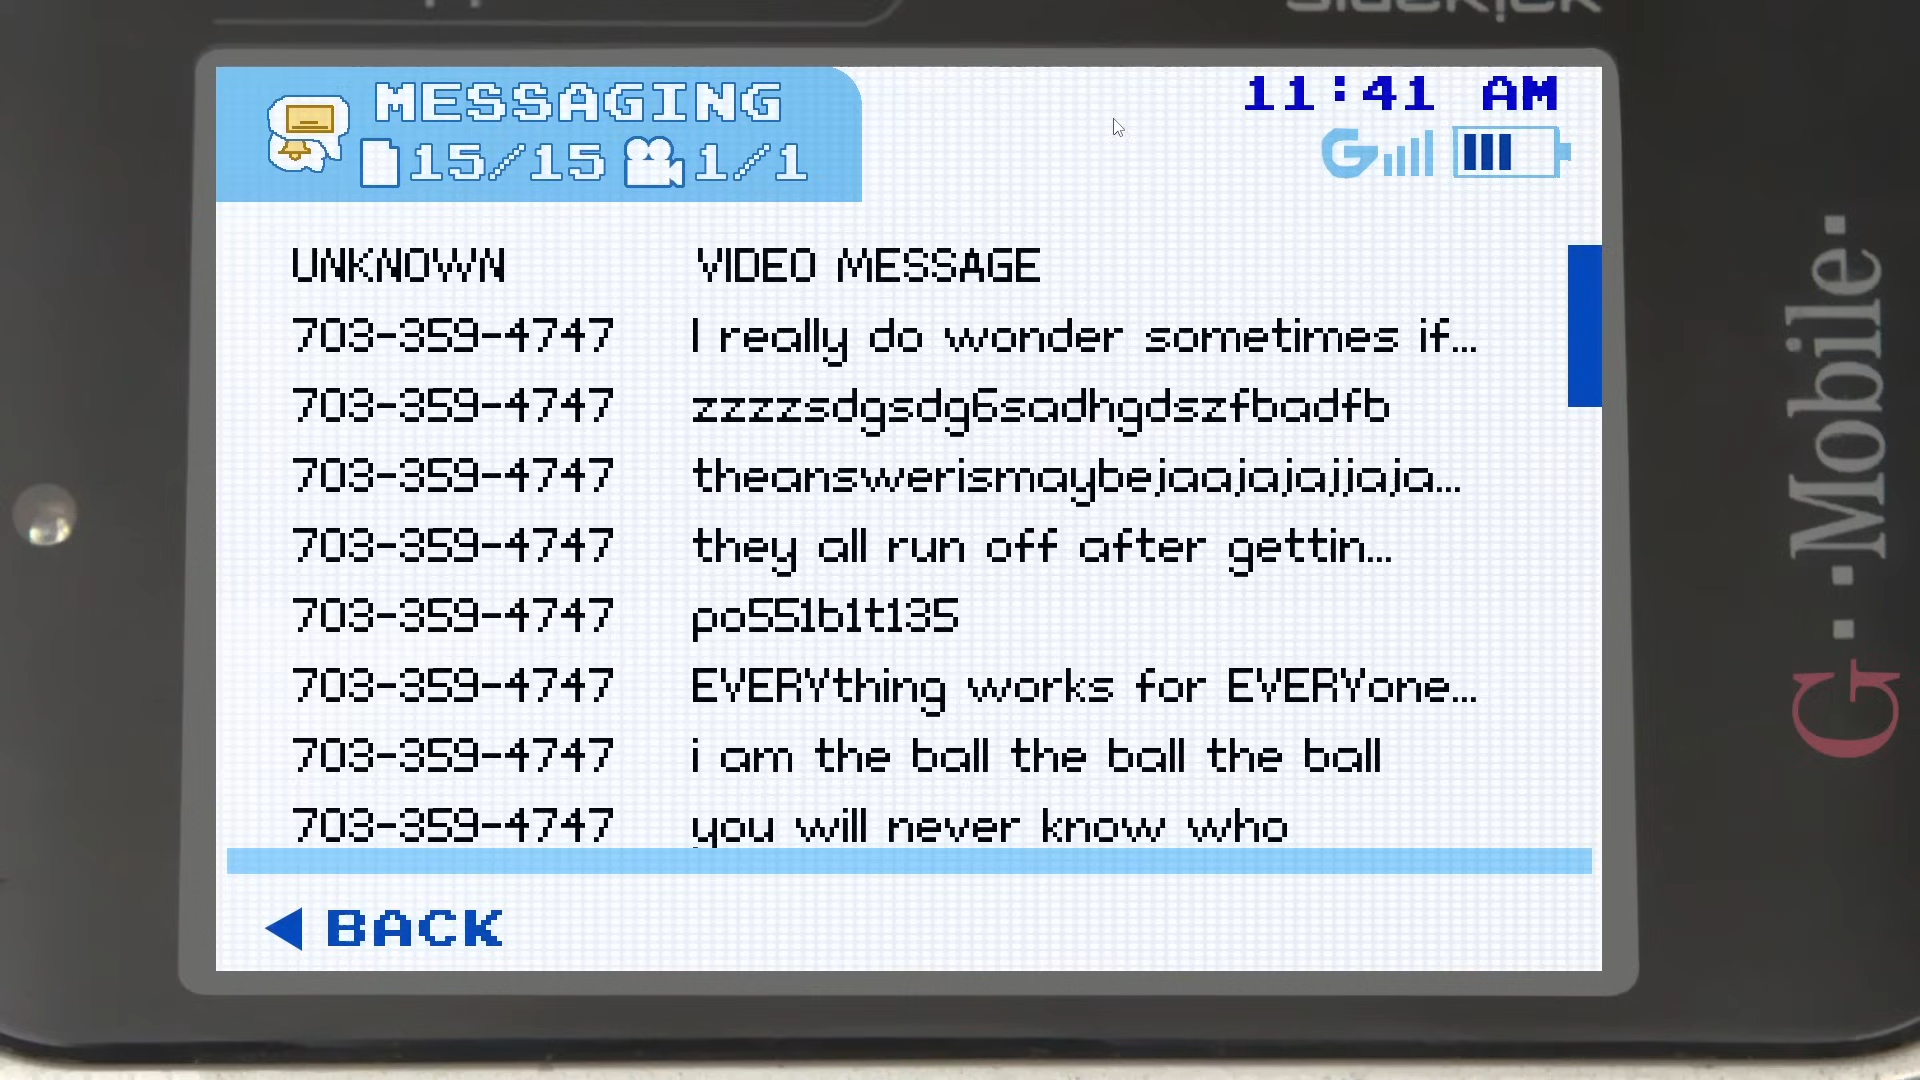 sidekick
MESSAGING
15/15 1/1
11:41 AM
G
UNKNOWN VIDEO MESSAGE
703-359-4747 I really do wonder sometimes if...
703-359-4747 zzzzsdgsdg6sadhgdszfbadfb
703-359-4747 theanswerismaybejaajajajjaja...
703-359-4747 they all run off after gettin...
703-359-4747 po551b1t135
703-359-4747 EVERYthing works for EVERYone...
703-359-4747 i am the ball the ball the ball
703-359-4747 you will never know who
BACK
G··Mobile·